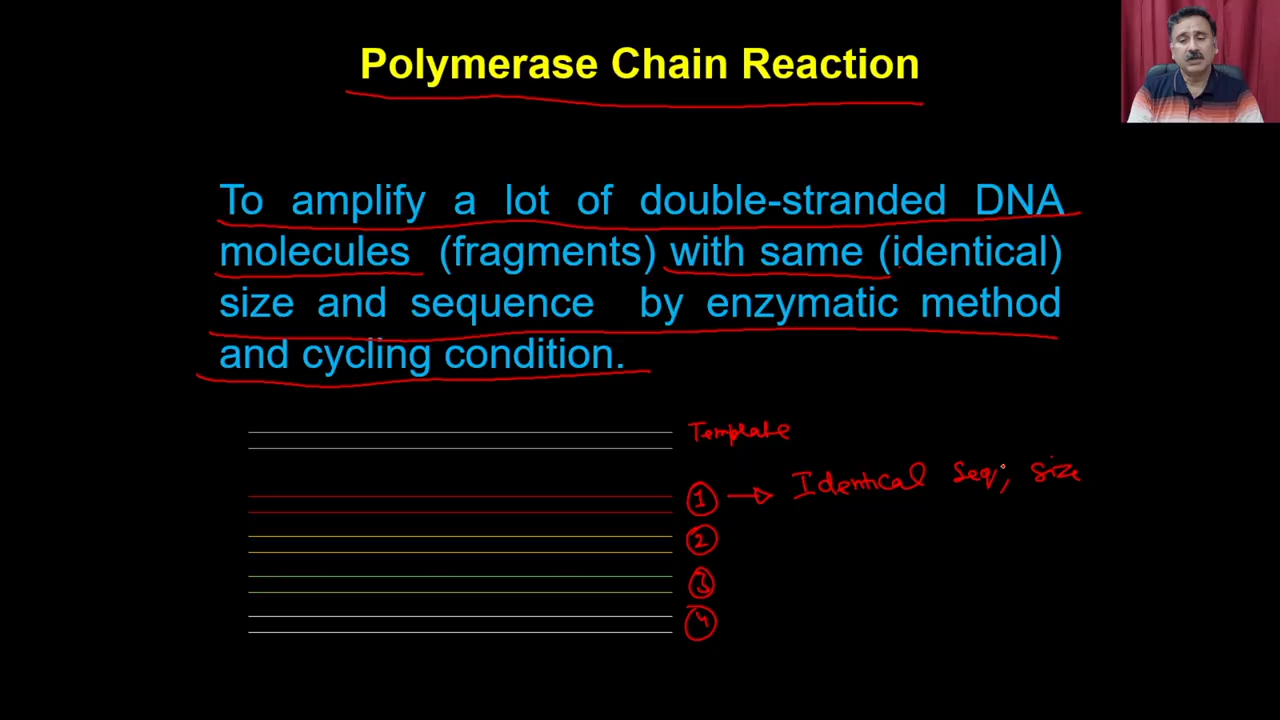 Polymerase Chain Reaction
To amplify a lot of double-stranded DNA
molecules (fragments) with same (identical)
size and sequence by enzymatic method
and cycling condition.
Template
1 → Identical Seq, Size
2
3
4